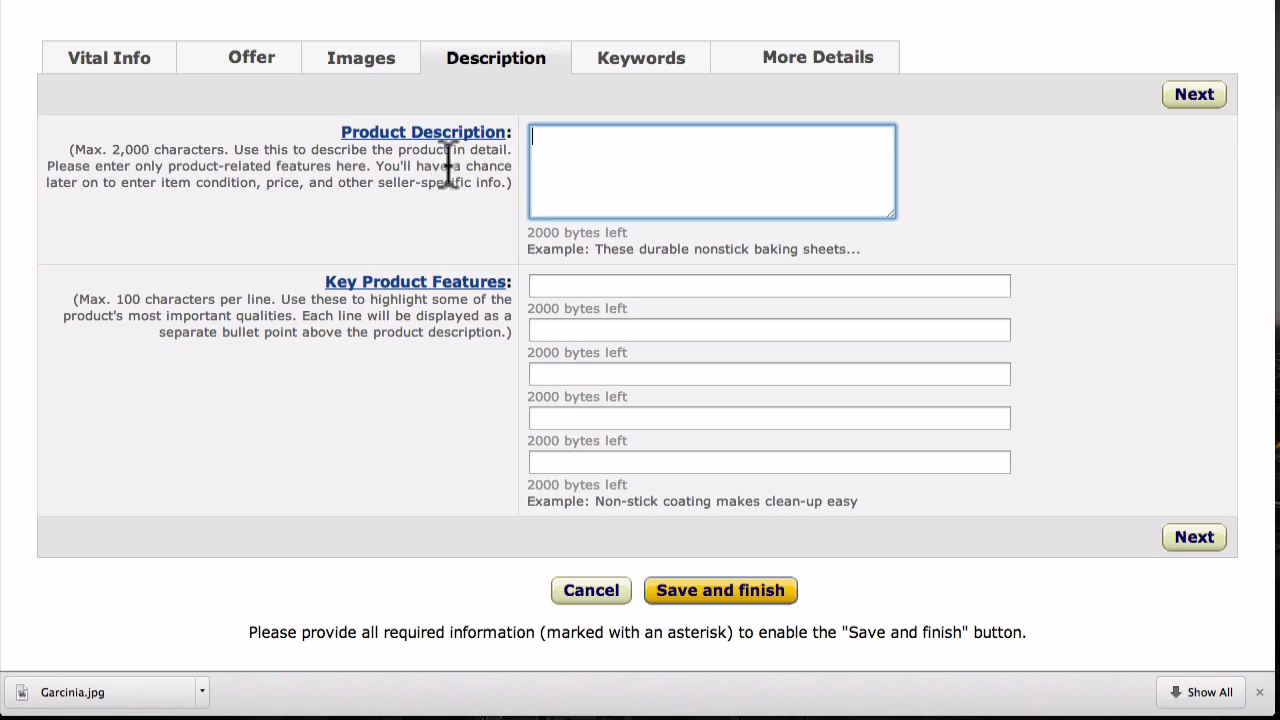 Vital Info
Offer
Images
Description
Keywords
More Details
Next
Product Description:
(Max. 2,000 characters. Use this to describe the product in detail.
Please enter only product-related features here. You'll have a chance
later on to enter item condition, price, and other seller-specific info.)
2000 bytes left
Example: These durable nonstick baking sheets...
Key Product Features:
(Max. 100 characters per line. Use these to highlight some of the
product's most important qualities. Each line will be displayed as a
separate bullet point above the product description.)
2000 bytes left
2000 bytes left
2000 bytes left
2000 bytes left
2000 bytes left
Example: Non-stick coating makes clean-up easy
Next
Cancel
Save and finish
Please provide all required information (marked with an asterisk) to enable the "Save and finish" button.
Garcinia.jpg
Show All